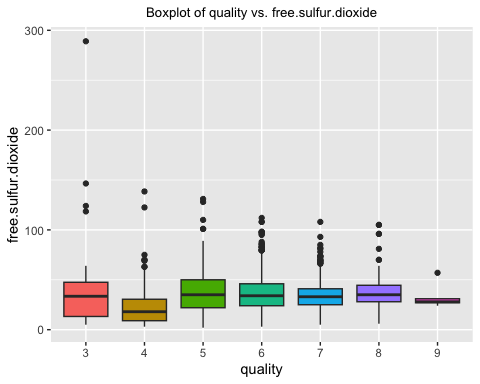 Boxplot of quality vs. free.sulfur.dioxide
300
200
100
0
free.sulfur.dioxide
3 4 5 6 7 8 9
quality